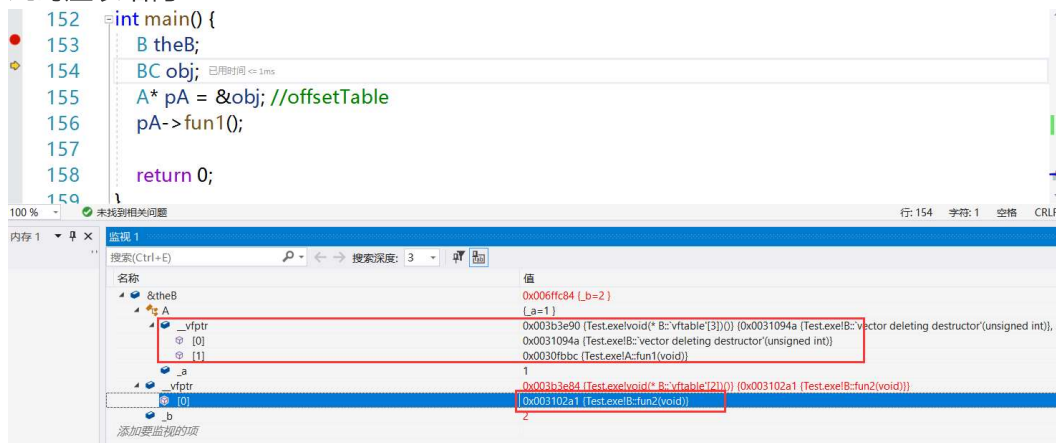 152 int main() {
153 B theB;
154 BC obj; 已用时间 <= 1ms
155 A* pA = &obj; //offsetTable
156 pA->fun1();
157
158 return 0;
159 }
100 % 未找到相关问题 行: 154 字符: 1 空格 CRLF
内存 1 监视 1
搜索(Ctrl+E) 搜索深度: 3
名称 值
&theB 0x006ffc84 {_b=2 }
A {_a=1 }
__vfptr 0x003b3e90 {Test.exe!void(* B::`vftable'[3])()} {0x0031094a {Test.exe!B::`vector deleting destructor'(unsigned int)},
[0] 0x0031094a {Test.exe!B::`vector deleting destructor'(unsigned int)}
[1] 0x0030fbbc {Test.exe!A::fun1(void)}
_a 1
__vfptr 0x003b3e84 {Test.exe!void(* B::`vftable'[2])()} {0x003102a1 {Test.exe!B::fun2(void)}}
[0] 0x003102a1 {Test.exe!B::fun2(void)}
_b 2
添加要监视的项